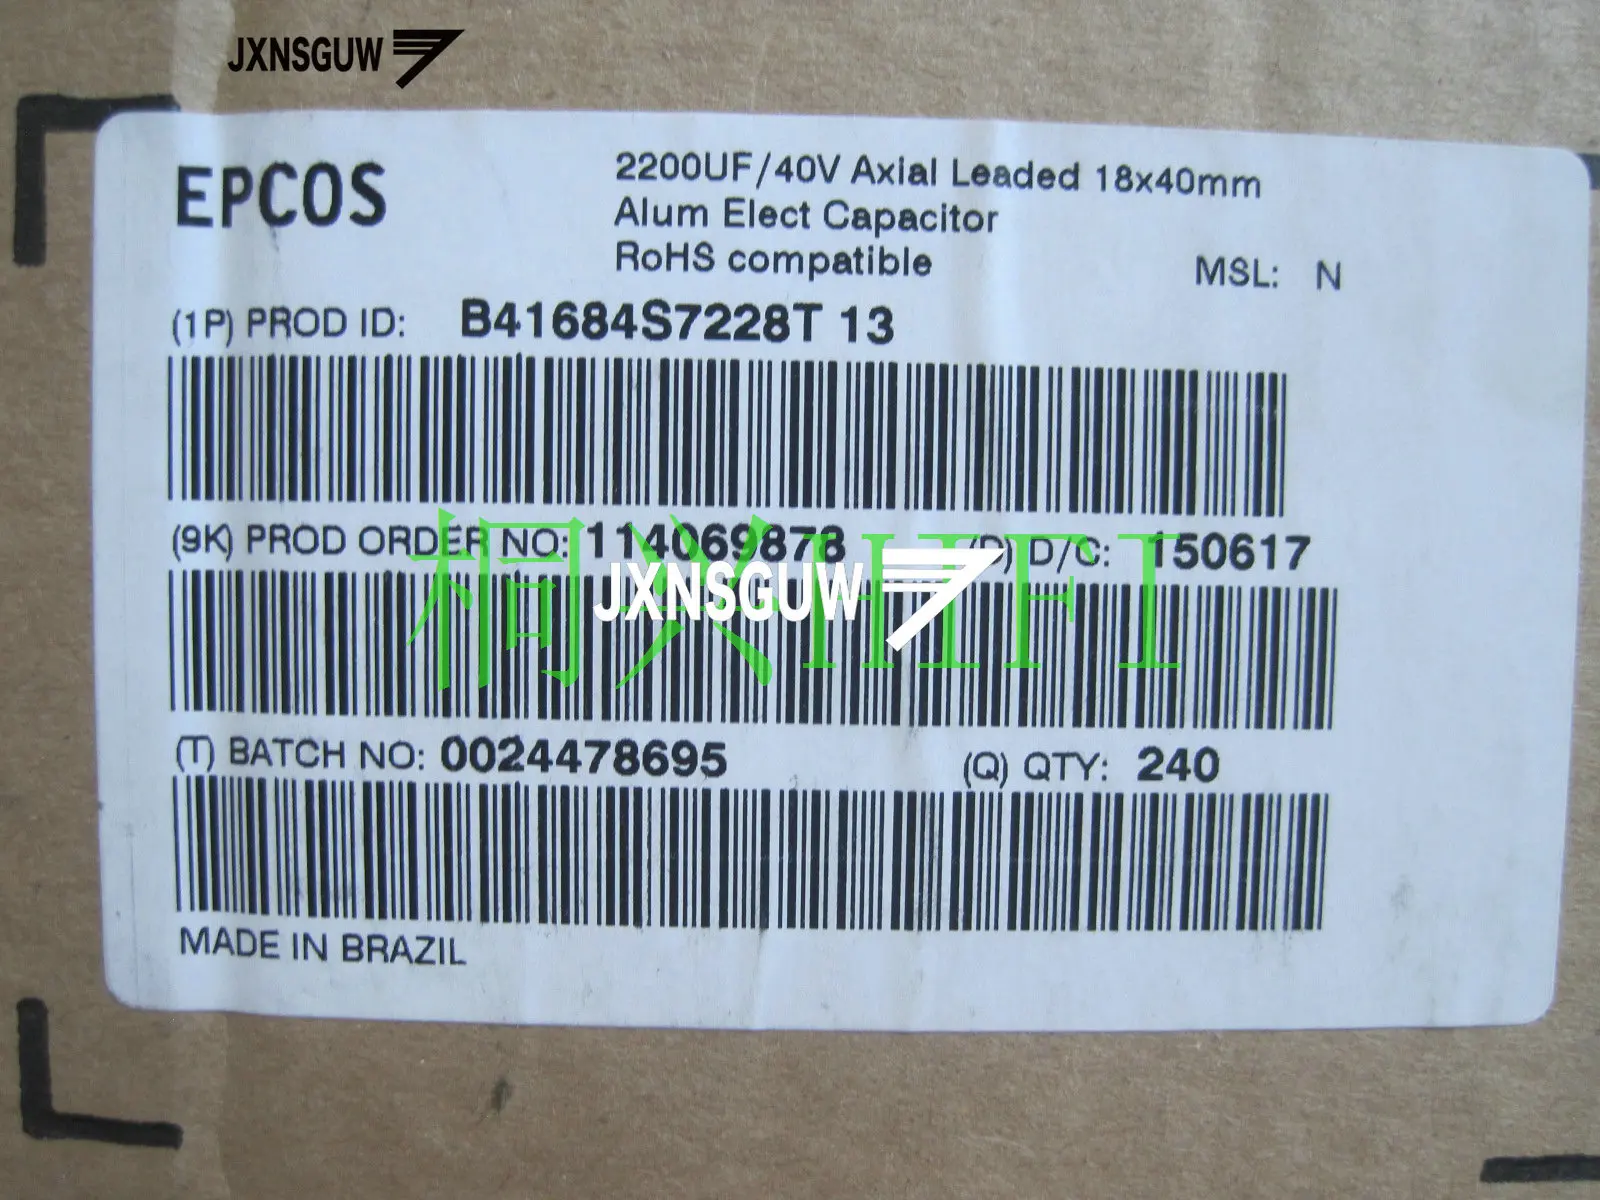 JXNSGUW
EPCOS
2200UF/40V Axial Leaded 18x40mm
Alum Elect Capacitor
RoHS compatible
MSL: N
(1P) PROD ID: B41684S7228T 13
(9K) PROD ORDER NO: 114069878 (D) D/C: 150617
桐兴HIFI
JXNSGUW
(T) BATCH NO: 0024478695 (Q) QTY: 240
MADE IN BRAZIL